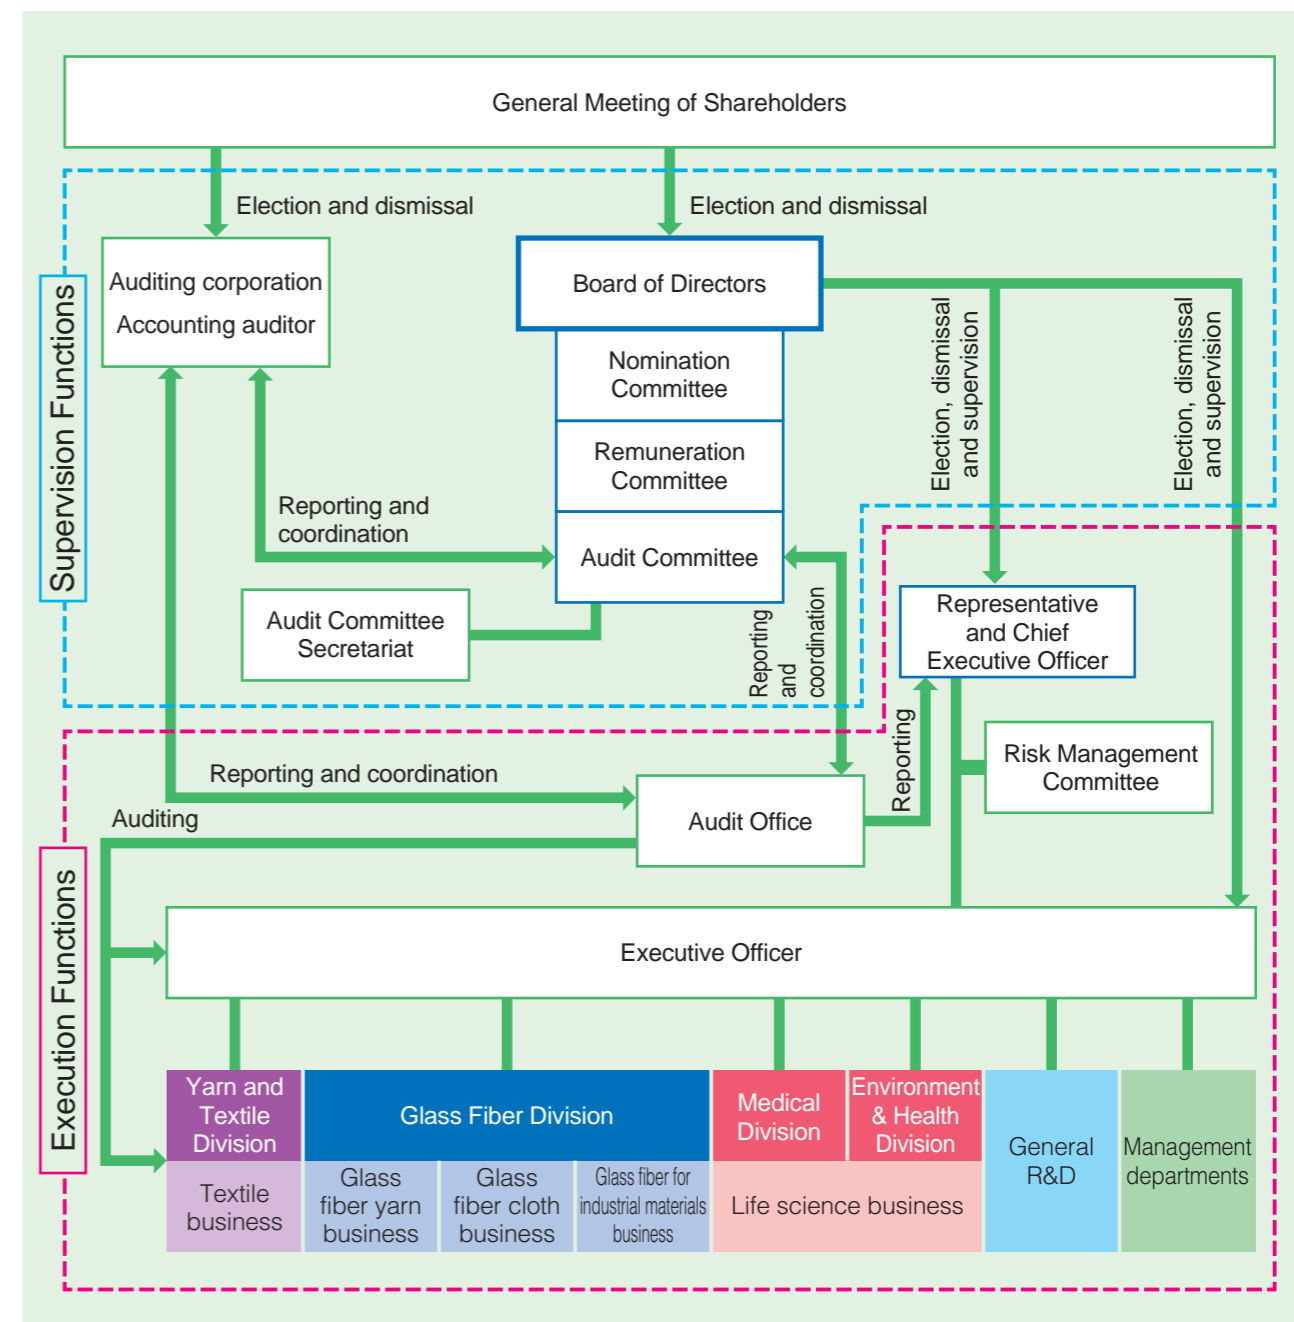 General Meeting of Shareholders
Election and dismissal
Election and dismissal
Supervision Functions
Auditing corporation
Accounting auditor
Board of Directors
Nomination
Committee
Remuneration
Committee
Audit Committee
Election, dismissal
and supervision
Election, dismissal
and supervision
Reporting and
coordination
Audit Committee
Secretariat
Reporting
and
coordination
Representative
and Chief
Executive Officer
Reporting
Risk Management
Committee
Reporting and coordination
Audit Office
Auditing
Execution Functions
Executive Officer
Yarn and
Textile
Division
Textile
business
Glass Fiber Division
Glass
fiber yarn
business
Glass
fiber cloth
business
Glass fiber for
industrial materials
business
Medical
Division
Environment
& Health
Division
Life science business
General
R&D
Management
departments